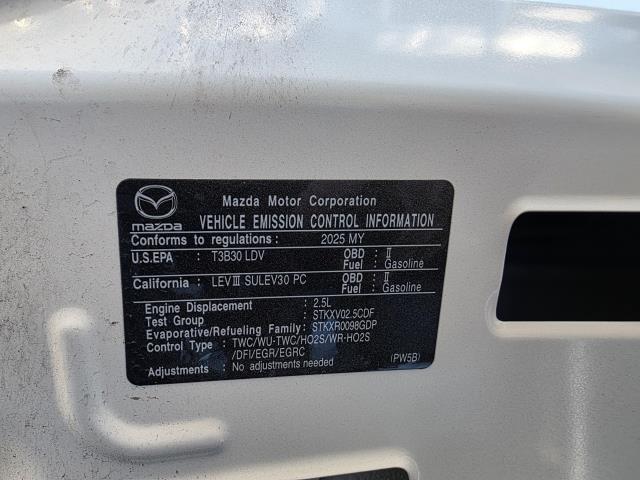 mazda
Mazda Motor Corporation
VEHICLE EMISSION CONTROL INFORMATION
Conforms to regulations : 2025 MY
U.S.EPA : T3B30 LDV OBD : II
Fuel : Gasoline
California : LEVIII SULEV30 PC OBD : II
Fuel : Gasoline
Engine Displacement : 2.5L
Test Group : STKXV02.5CDF
Evaporative/Refueling Family: STKXR0098GDP
Control Type : TWC/WU-TWC/HO2S/WR-HO2S
/DFI/EGR/EGRC
Adjustments : No adjustments needed (PW5B)